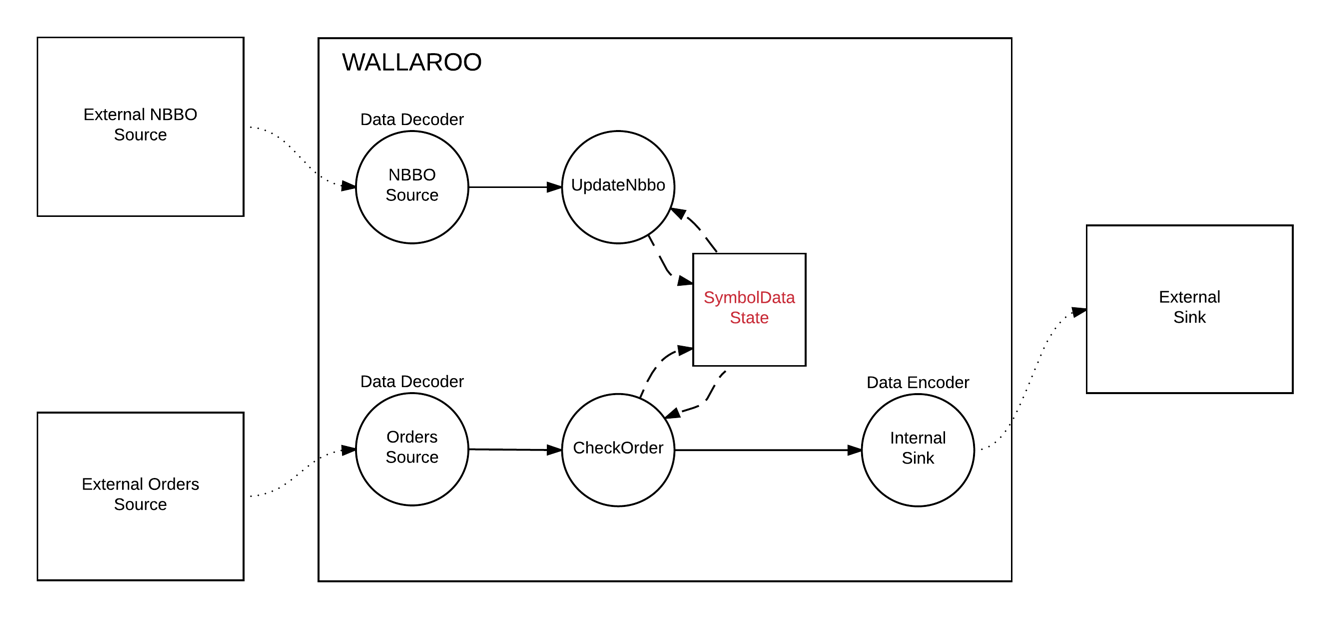 WALLAROO
External NBBO
Source
Data Decoder
NBBO
Source
UpdateNbbo
SymbolData
State
External
Sink
Data Decoder
Orders
Source
CheckOrder
Data Encoder
Internal
Sink
External Orders
Source